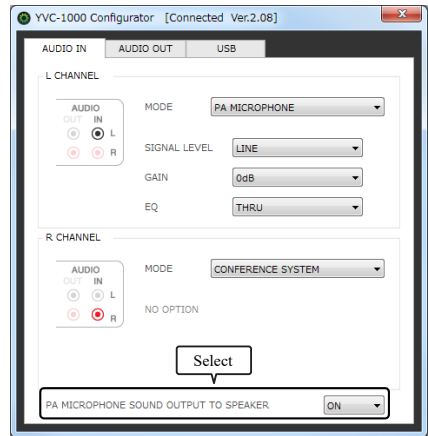 YVC-1000 Configurator [Connected Ver.2.08]
AUDIO IN AUDIO OUT USB
L CHANNEL
AUDIO
OUT IN
L
R
MODE PA MICROPHONE
SIGNAL LEVEL LINE
GAIN 0dB
EQ THRU
R CHANNEL
AUDIO
OUT IN
L
R
MODE CONFERENCE SYSTEM
NO OPTION
Select
PA MICROPHONE SOUND OUTPUT TO SPEAKER ON